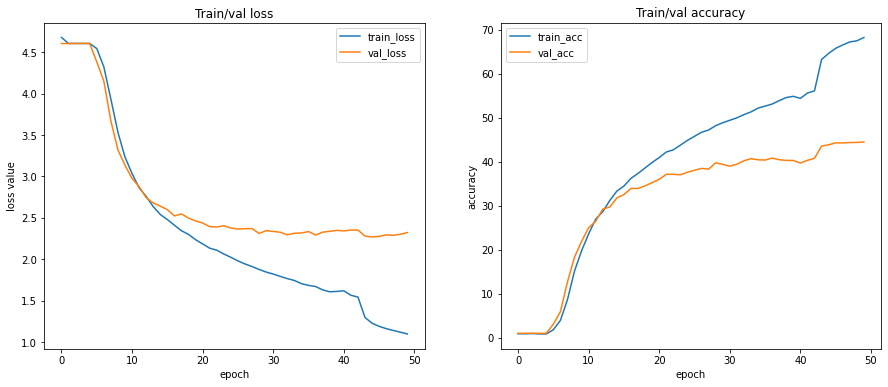 Train/val loss
train_loss
val_loss
4.5
4.0
3.5
3.0
2.5
2.0
1.5
1.0
loss value
0 10 20 30 40 50
epoch
Train/val accuracy
train_acc
val_acc
70
60
50
40
30
20
10
0
accuracy
0 10 20 30 40 50
epoch